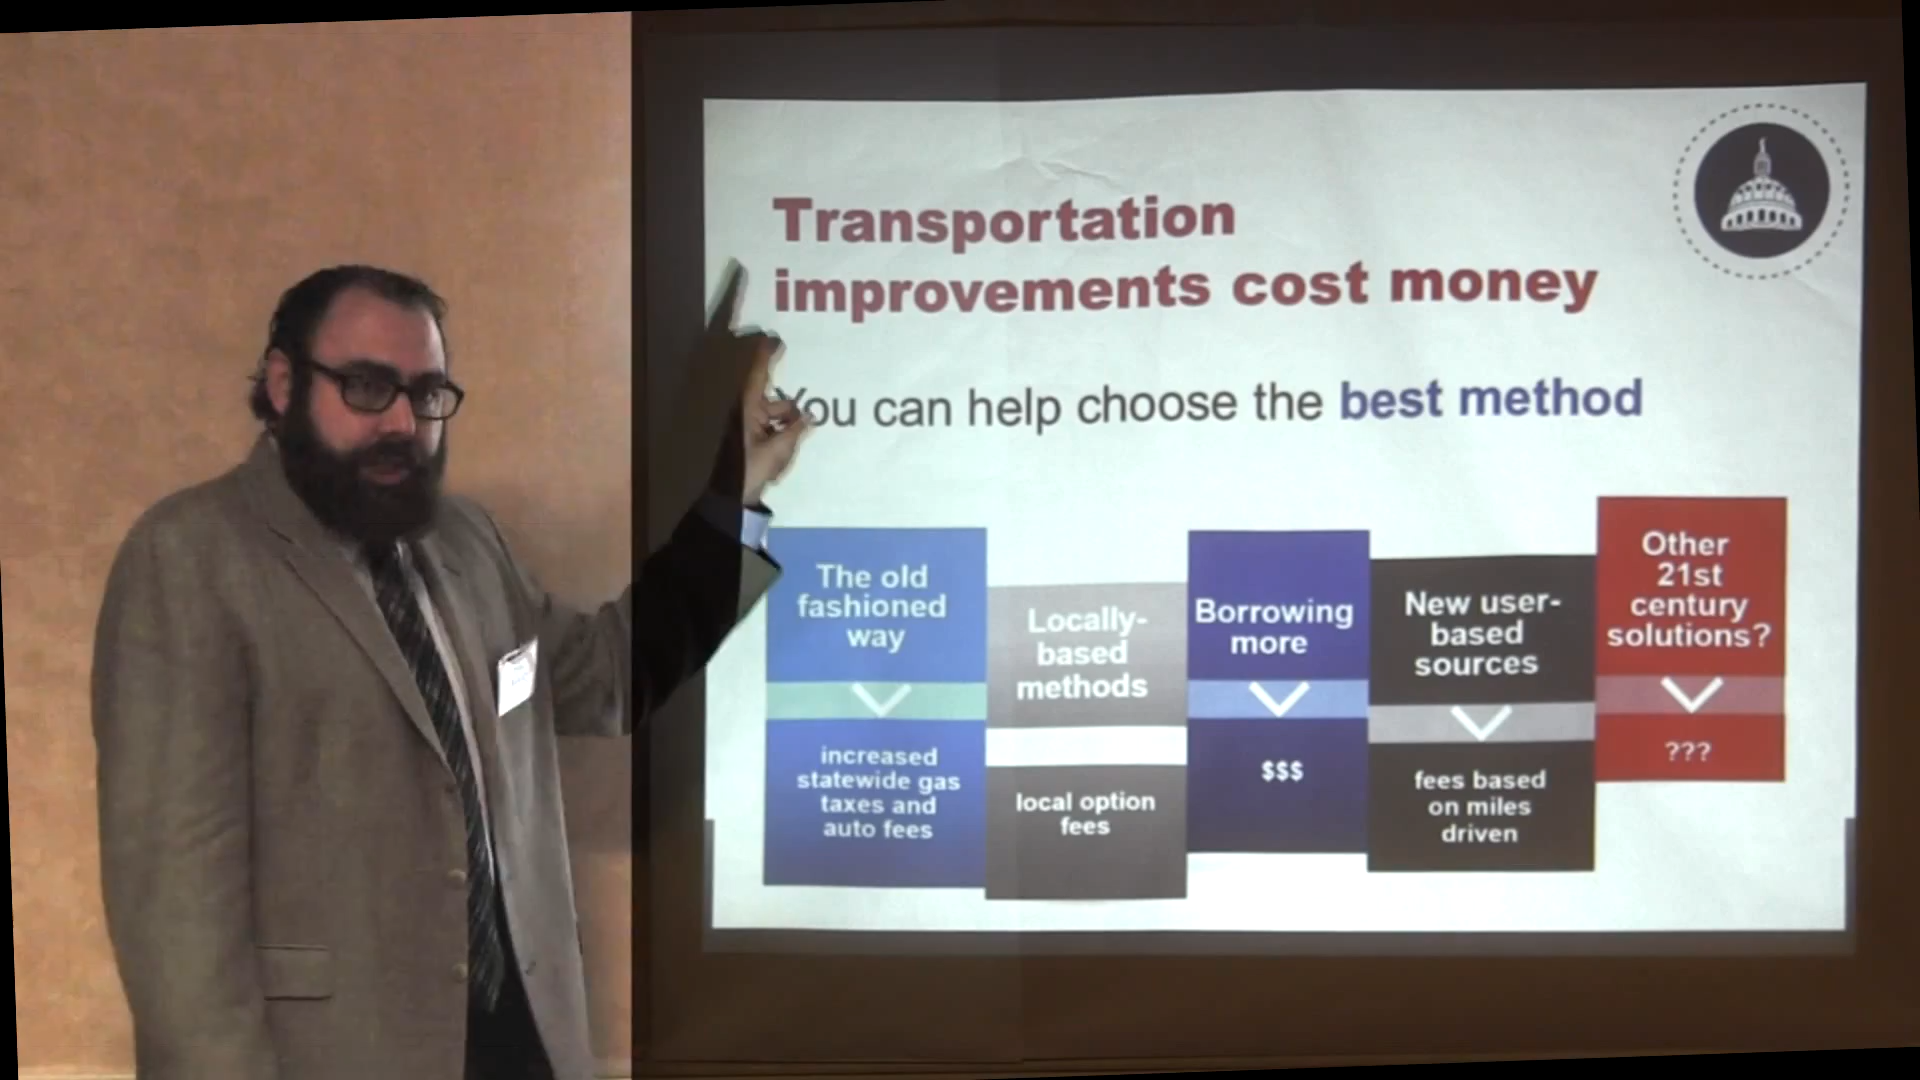 Transportation
improvements cost money
You can help choose the best method
The old
fashioned
way
increased
statewide gas
taxes and
auto fees
Locally-
based
methods
local option
fees
Borrowing
more
$$$
New user-
based
sources
fees based
on miles
driven
Other
21st
century
solutions?
???